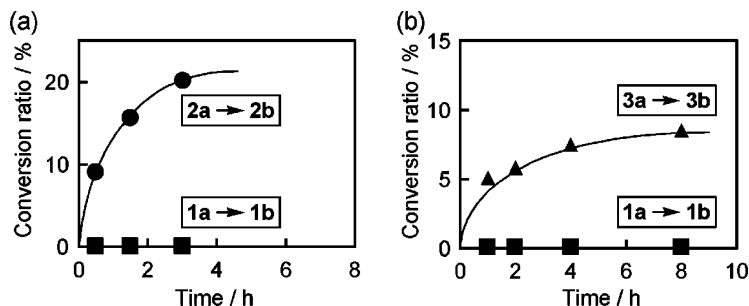 (a)
Conversion ratio / %
20
10
0
2a → 2b
1a → 1b
0 2 4 6 8
Time / h
(b)
Conversion ratio / %
15
10
5
0
3a → 3b
1a → 1b
0 2 4 6 8 10
Time / h